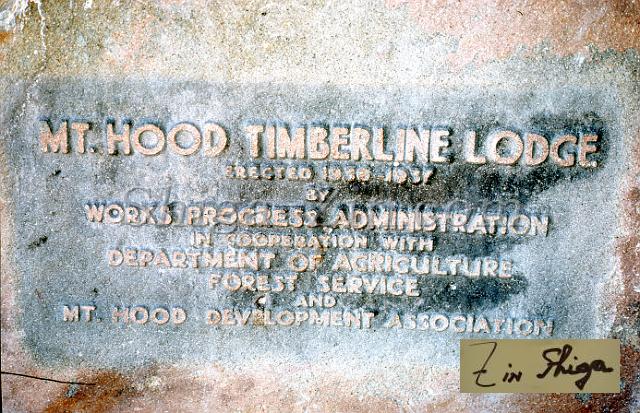 MT. HOOD TIMBERLINE LODGE
ERECTED 1936-1937
BY
WORKS PROGRESS ADMINISTRATION
IN COOPERATION WITH
DEPARTMENT OF AGRICULTURE
FOREST SERVICE
AND
MT. HOOD DEVELOPMENT ASSOCIATION
Z in Shiga